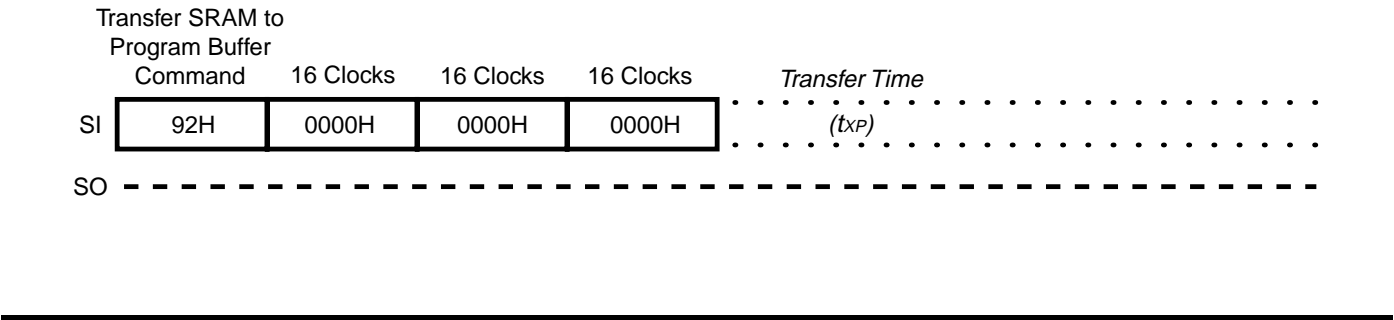 Transfer SRAM to
Program Buffer
Command 16 Clocks 16 Clocks 16 Clocks Transfer Time
SI 92H 0000H 0000H 0000H (tXP)
SO